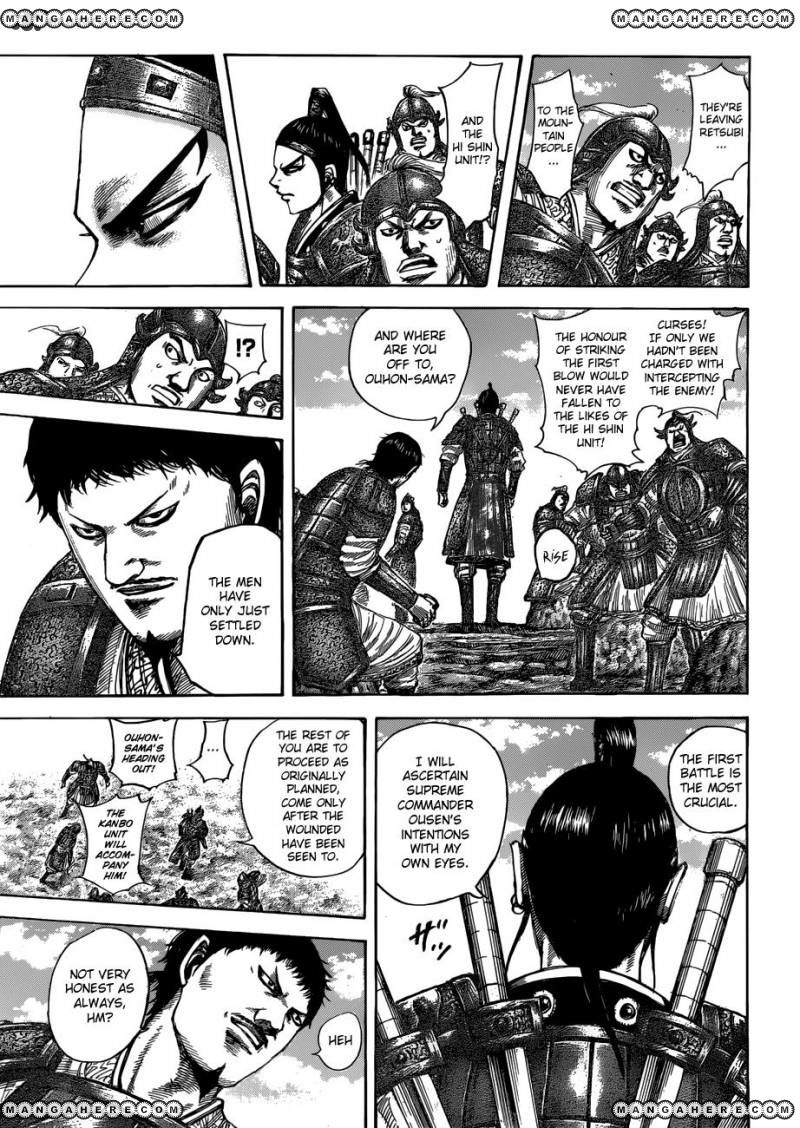 MANGAHERE.COM
MANGAHERE.COM
THEY'RE
LEAVING
RETSUBI
...
TO THE
MOUN-
TAIN
PEOPLE
...
AND
THE
HI SHIN
UNIT!?
CURSES!
IF ONLY WE
HADN'T BEEN
CHARGED WITH
INTERCEPTING
THE ENEMY!
THE HONOUR
OF STRIKING
THE FIRST
BLOW WOULD
NEVER HAVE
FALLEN TO
THE LIKES OF
THE HI SHIN
UNIT!
RISE
AND WHERE
ARE YOU
OFF TO,
OUHON-SAMA?
!?
THE MEN
HAVE
ONLY JUST
SETTLED
DOWN.
THE FIRST
BATTLE IS
THE MOST
CRUCIAL.
I WILL
ASCERTAIN
SUPREME
COMMANDER
OUSEN'S
INTENTIONS
WITH MY
OWN EYES.
ザッ
THE REST OF
YOU ARE TO
PROCEED AS
ORIGINALLY
PLANNED,
COME ONLY
AFTER THE
WOUNDED
HAVE BEEN
SEEN TO.
...
OUHON-
SAMA'S
HEADING
OUT!
THE
KANBO
UNIT
WILL
ACCOM-
PANY
HIM!
HEH
NOT VERY
HONEST AS
ALWAYS,
HM?
MANGAHERE.COM
MANGAHERE.COM